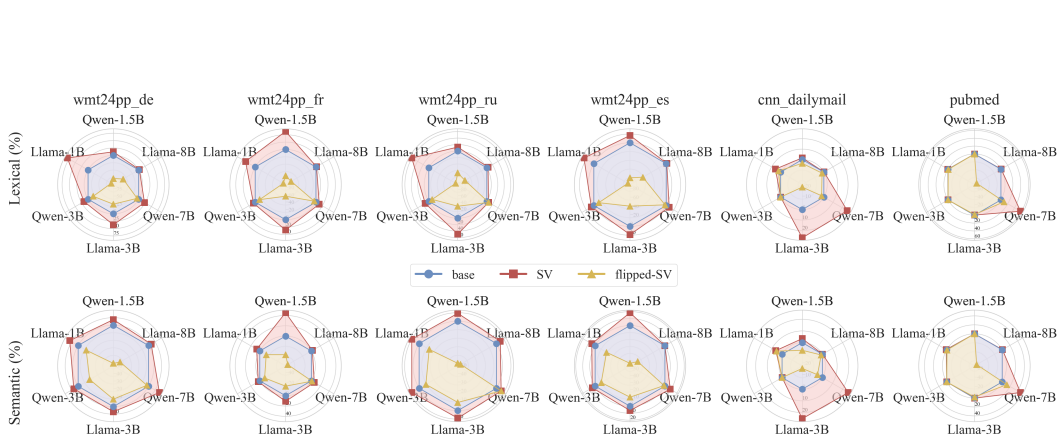 wmt24pp_de wmt24pp_fr wmt24pp_ru wmt24pp_es cnn_dailymail pubmed
Qwen-1.5B Qwen-1.5B Qwen-1.5B Qwen-1.5B Qwen-1.5B Qwen-1.5B
Lexical (%)
Llama-1B Llama-8B Llama-1B Llama-8B Llama-1B Llama-8B Llama-1B Llama-8B Llama-1B Llama-8B Llama-1B Llama-8B
Qwen-3B Qwen-7B Qwen-3B Qwen-7B Qwen-3B Qwen-7B Qwen-3B Qwen-7B Qwen-3B Qwen-7B Qwen-3B Qwen-7B
Llama-3B Llama-3B Llama-3B Llama-3B Llama-3B Llama-3B
base SV flipped-SV
Qwen-1.5B Qwen-1.5B Qwen-1.5B Qwen-1.5B Qwen-1.5B Qwen-1.5B
Semantic (%)
Llama-1B Llama-8B Llama-1B Llama-8B Llama-1B Llama-8B Llama-1B Llama-8B Llama-1B Llama-8B Llama-1B Llama-8B
Qwen-3B Qwen-7B Qwen-3B Qwen-7B Qwen-3B Qwen-7B Qwen-3B Qwen-7B Qwen-3B Qwen-7B Qwen-3B Qwen-7B
Llama-3B Llama-3B Llama-3B Llama-3B Llama-3B Llama-3B